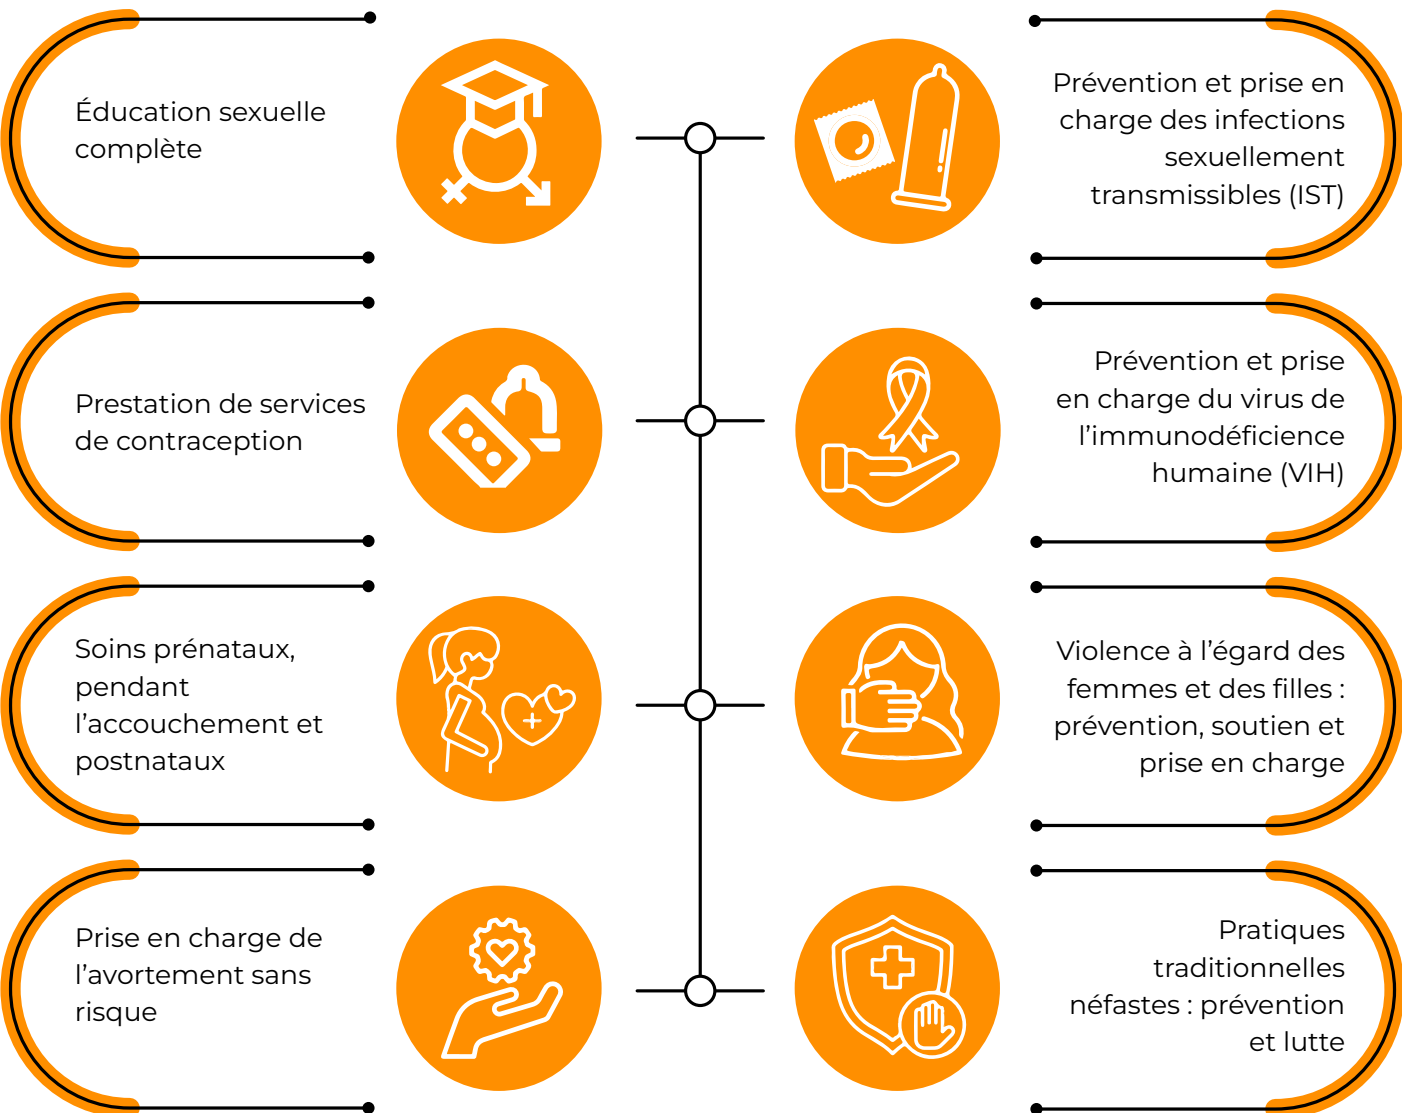 Éducation sexuelle
complète
Prévention et prise en
charge des infections
sexuellement
transmissibles (IST)
Prestation de services
de contraception
Prévention et prise
en charge du virus de
l’immunodéficience
humaine (VIH)
Soins prénataux,
pendant
l’accouchement et
postnataux
Violence à l’égard des
femmes et des filles :
prévention, soutien et
prise en charge
Prise en charge de
l’avortement sans
risque
Pratiques
traditionnelles
néfastes : prévention
et lutte